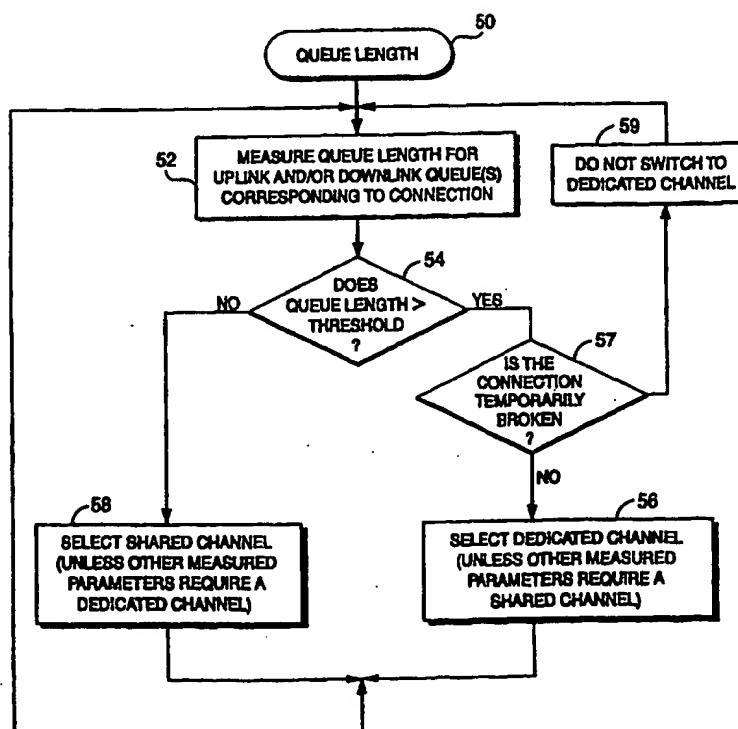 50
QUEUE LENGTH
59
52
MEASURE QUEUE LENGTH FOR
UPLINK AND/OR DOWNLINK QUEUE(S)
CORRESPONDING TO CONNECTION
DO NOT SWITCH TO
DEDICATED CHANNEL
54
DOES
QUEUE LENGTH >
THRESHOLD
?
NO
YES
57
IS THE
CONNECTION
TEMPORARILY
BROKEN
?
NO
58
SELECT SHARED CHANNEL
(UNLESS OTHER MEASURED
PARAMETERS REQUIRE A
DEDICATED CHANNEL)
56
SELECT DEDICATED CHANNEL
(UNLESS OTHER MEASURED
PARAMETERS REQUIRE A
SHARED CHANNEL)